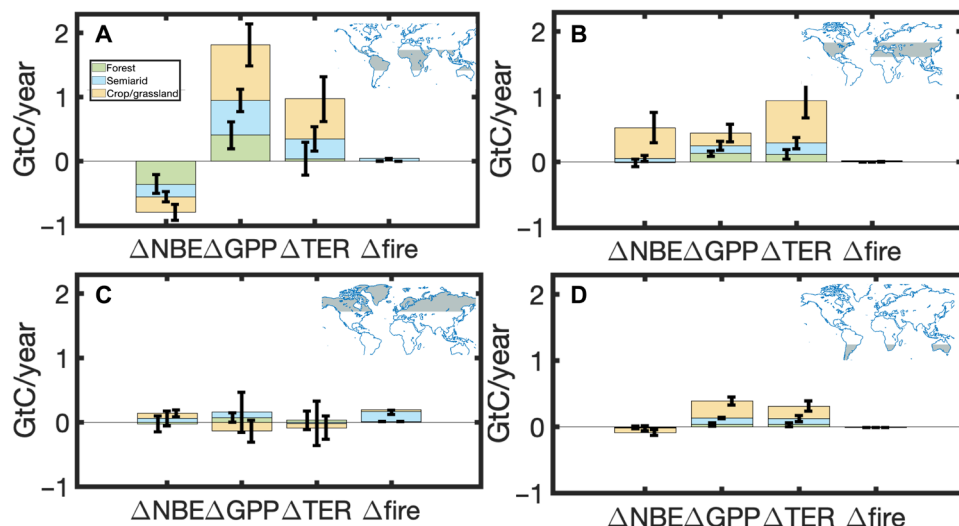 A
GtC/year
2
1
0
−1
Forest
Semiarid
Crop/grassland
ΔNBE ΔGPP ΔTER Δfire
B
GtC/year
2
1
0
−1
ΔNBE ΔGPP ΔTER Δfire
C
GtC/year
2
1
0
−1
ΔNBE ΔGPP ΔTER Δfire
D
GtC/year
2
1
0
−1
ΔNBE ΔGPP ΔTER Δfire